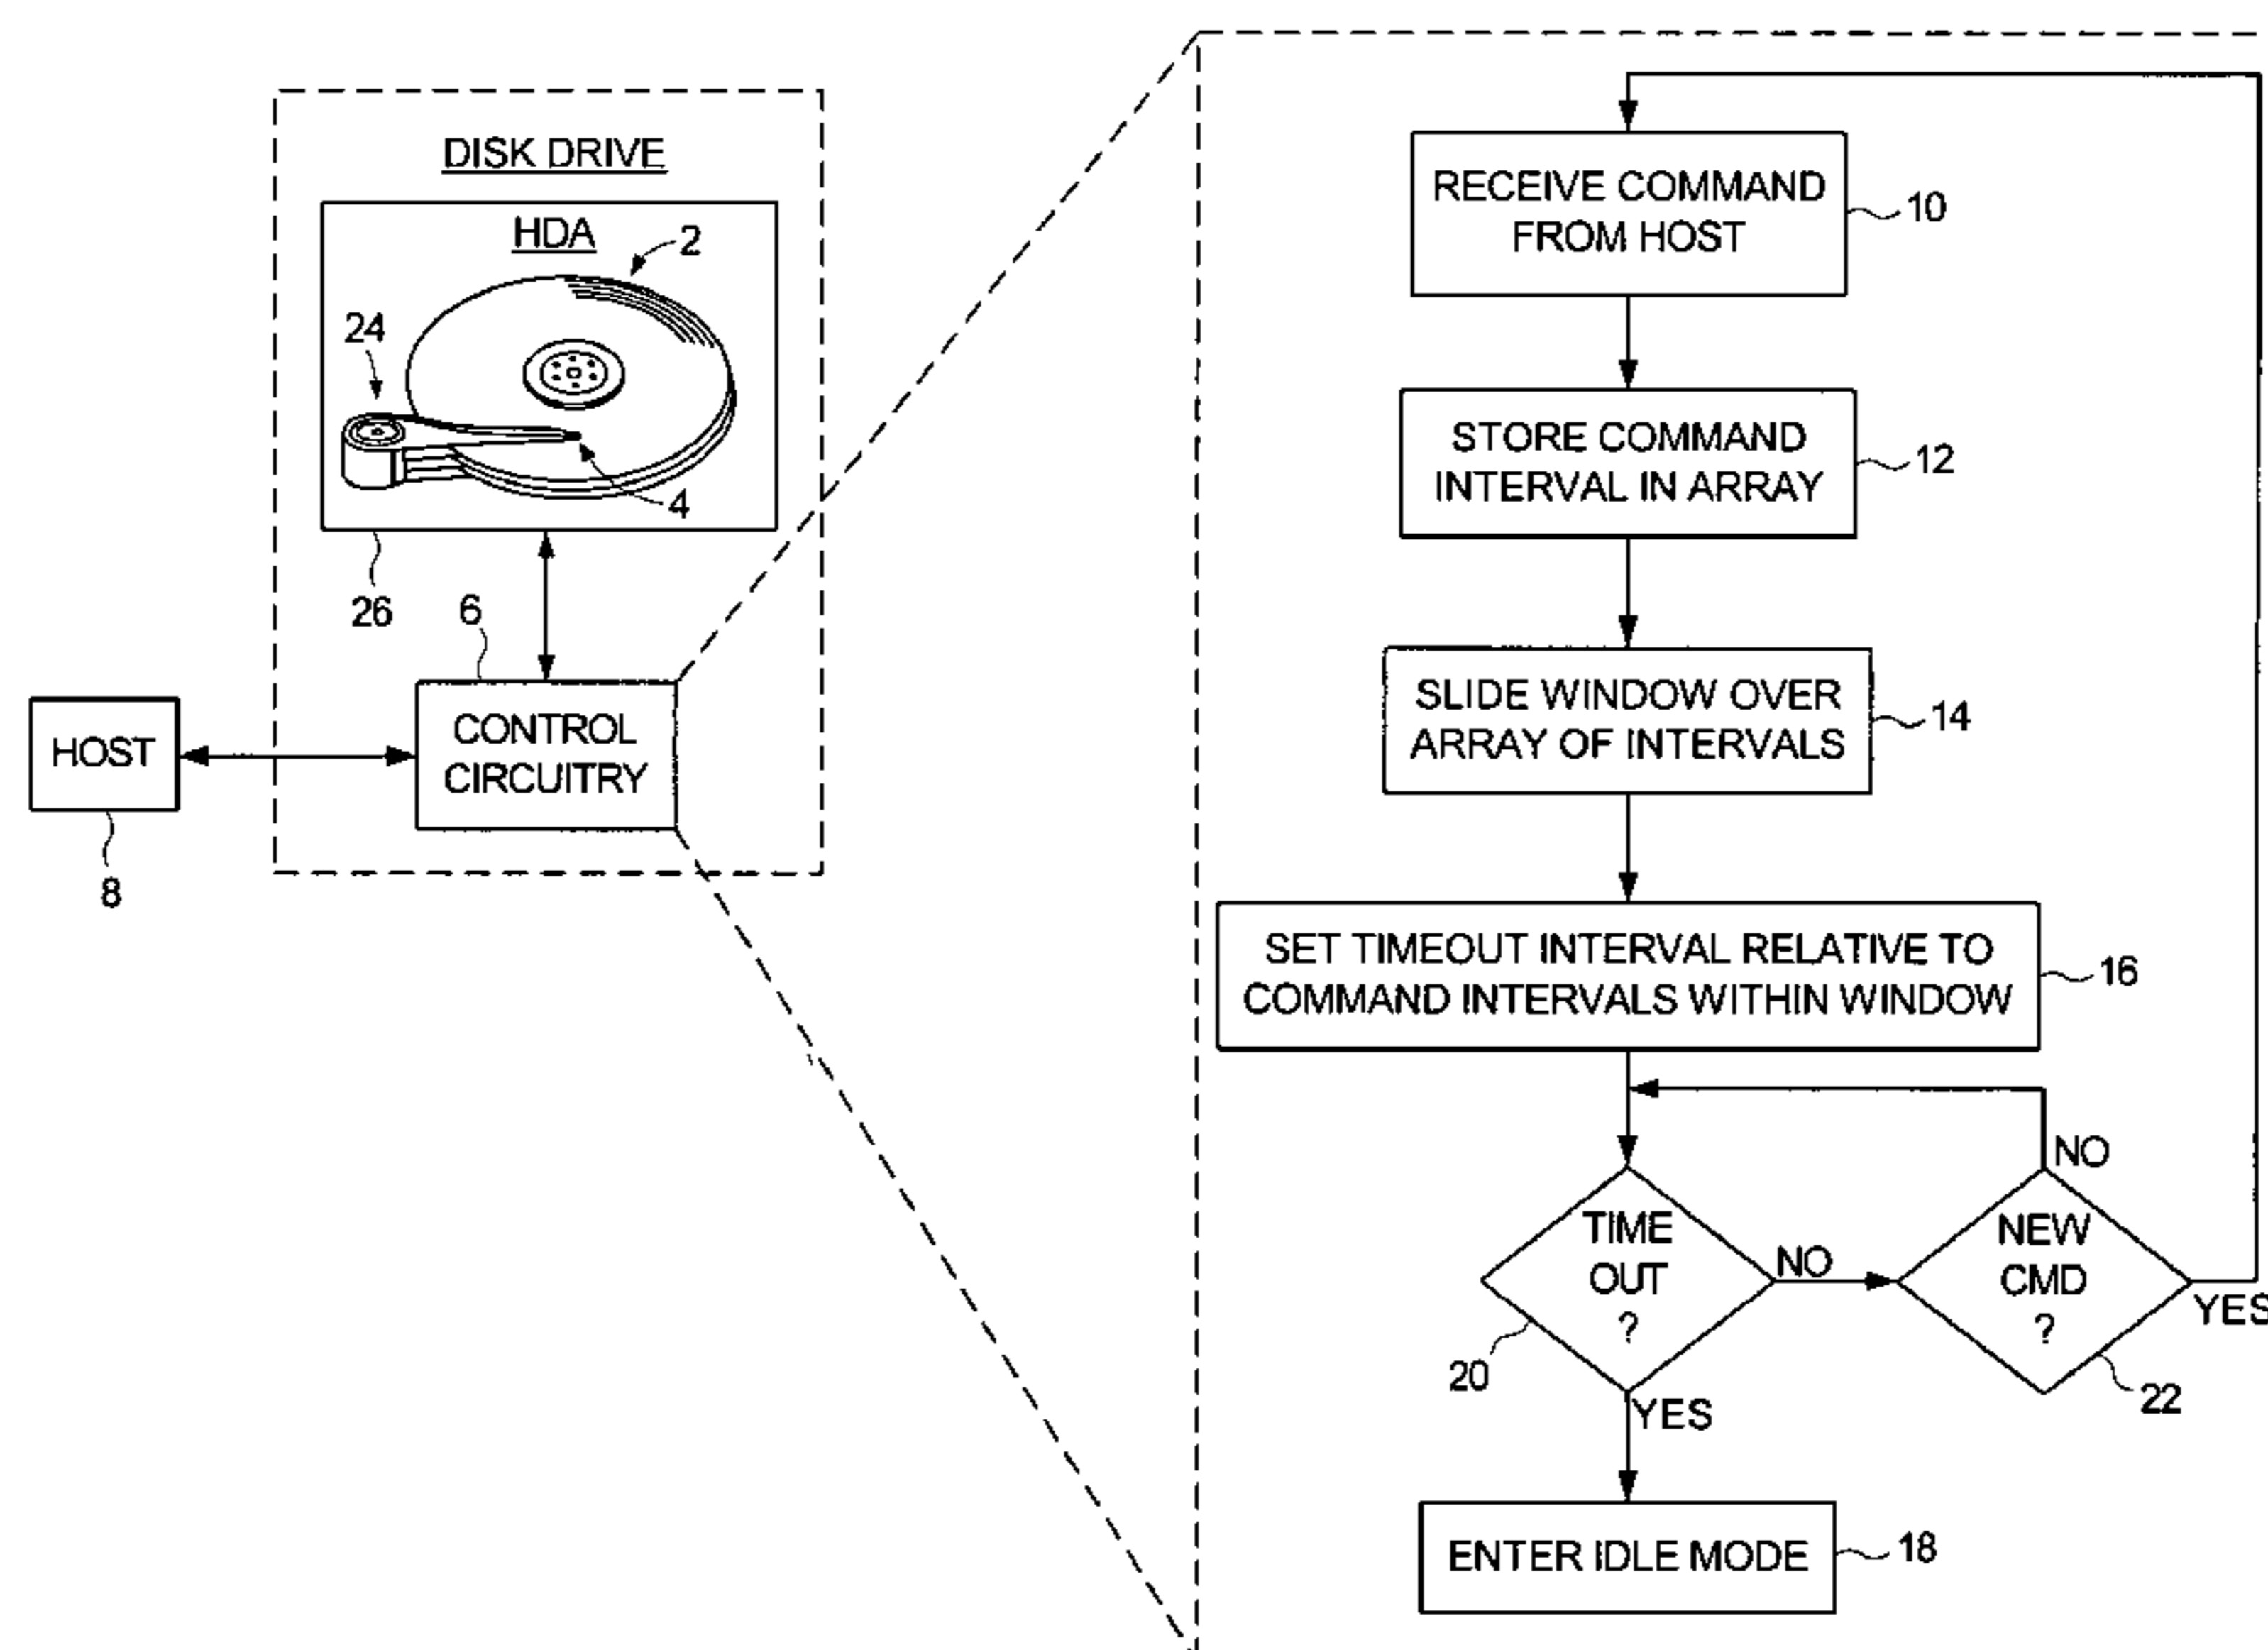 DISK DRIVE
HDA
2
24
4
26
6
CONTROL
CIRCUITRY
HOST
8
RECEIVE COMMAND
FROM HOST
10
STORE COMMAND
INTERVAL IN ARRAY
12
SLIDE WINDOW OVER
ARRAY OF INTERVALS
14
SET TIMEOUT INTERVAL RELATIVE TO
COMMAND INTERVALS WITHIN WINDOW
16
TIME
OUT
?
20
NO
YES
NEW
CMD
?
22
NO
YES
ENTER IDLE MODE
18